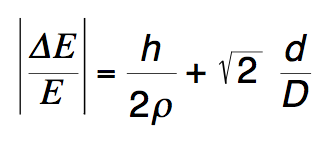 |ΔE/E| = h/2ρ + √2 d/D